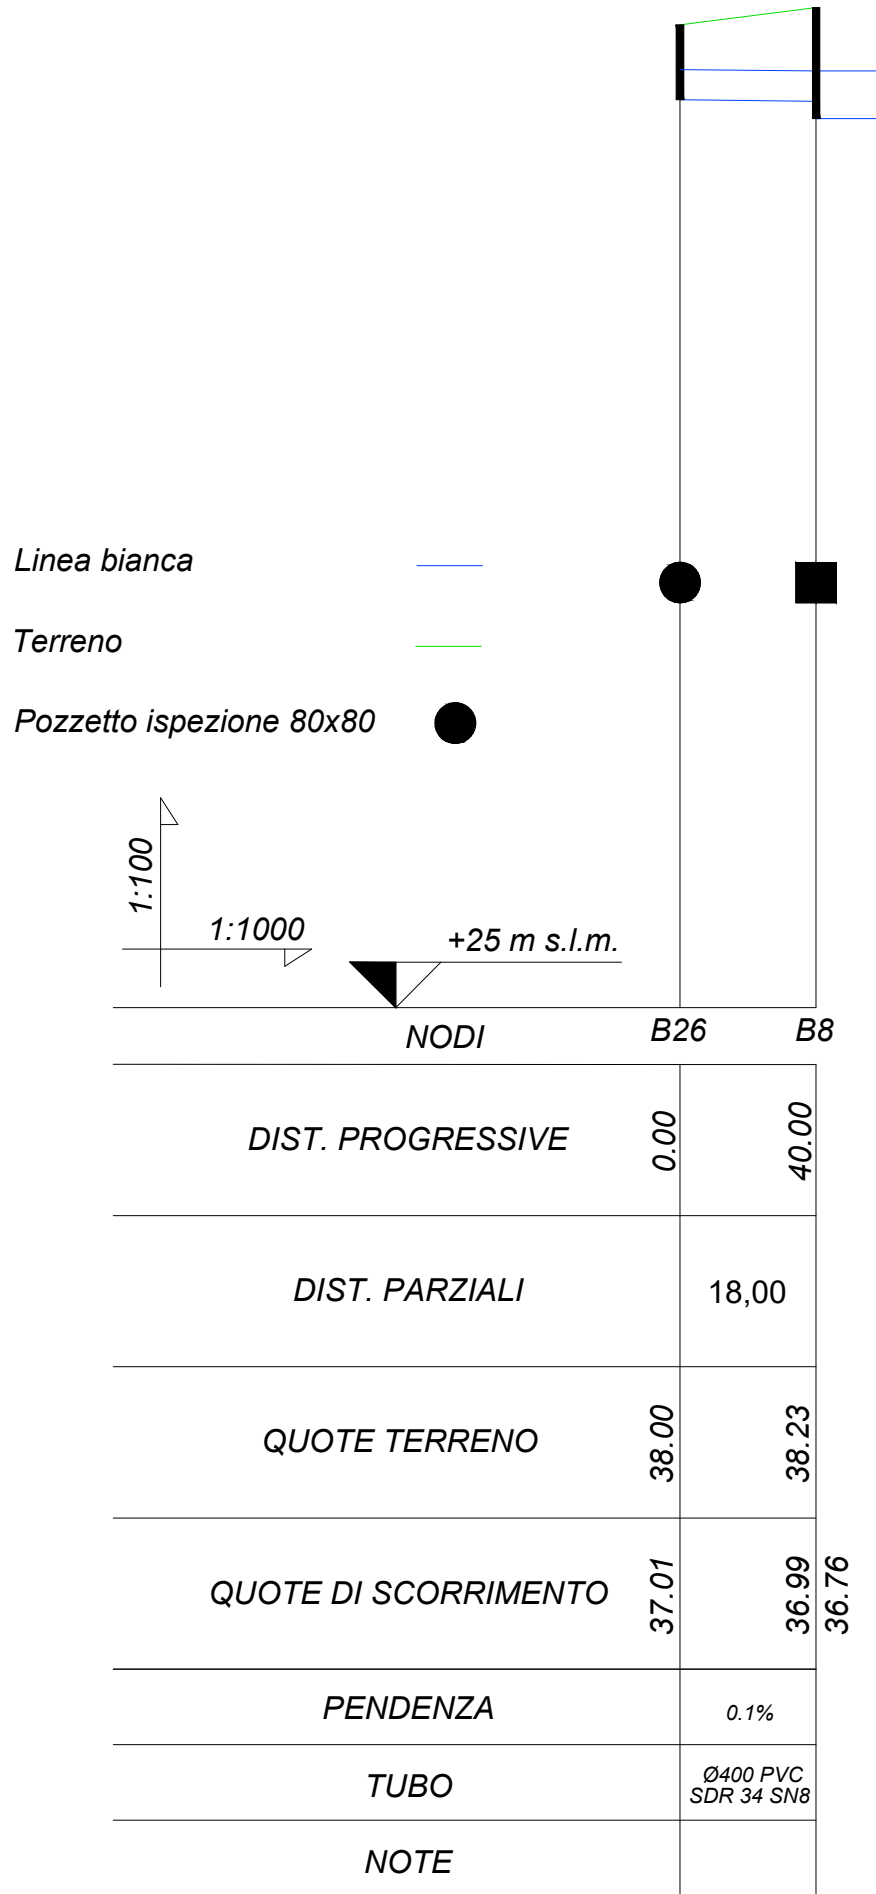 Linea bianca
Terreno
Pozzetto ispezione 80x80
1:100
1:1000
+25 m s.l.m.
NODI B26 B8
DIST. PROGRESSIVE 0.00 40.00
DIST. PARZIALI 18,00
QUOTE TERRENO 38.00 38.23
QUOTE DI SCORRIMENTO 37.01 36.99 36.76
PENDENZA 0.1%
TUBO Ø400 PVC
SDR 34 SN8
NOTE